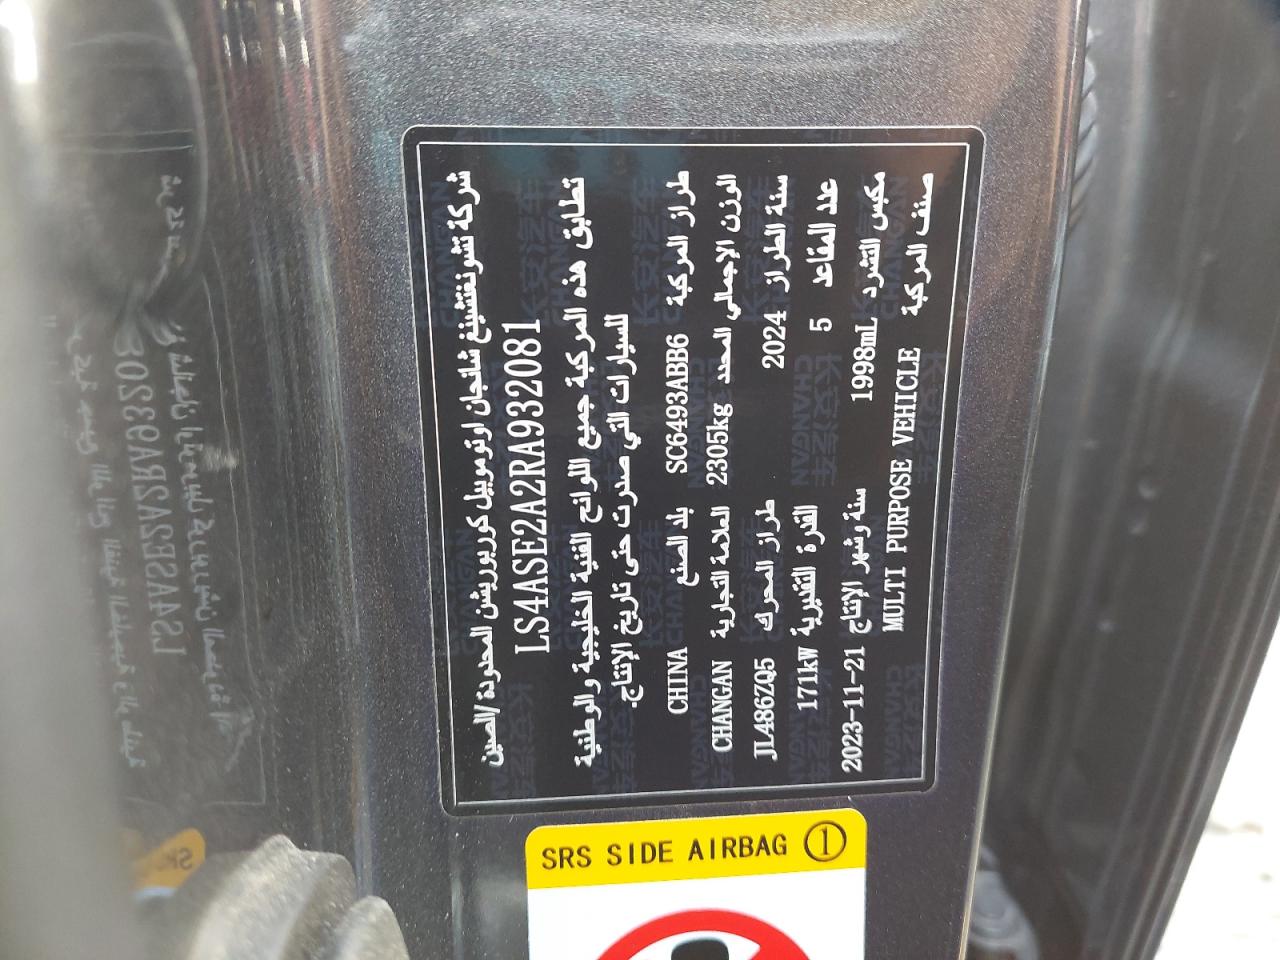 شركة تشونغتشينغ شانجان اوتوموبيل كوربوريشن المحدودة/الصين
LS4ASE2A2RA932081
تطابق هذه المركبة جميع اللوائح الفنية الخليجية والوطنية
للسيارات التي صدرت حتى تاريخ الإنتاج.
طراز المركبة SC6493ABB6 بلد الصنع CHINA
الوزن الإجمالي المحدد 2305kg العلامة التجارية CHANGAN
سنة الطراز 2024 طراز المحرك JL486ZQ5
عدد المقاعد 5 القدرة التقديرية 171kW
مكبس التشرد 1998mL سنة وشهر الإنتاج 2023-11-21
صنف المركبة MULTI PURPOSE VEHICLE
SRS SIDE AIRBAG 1